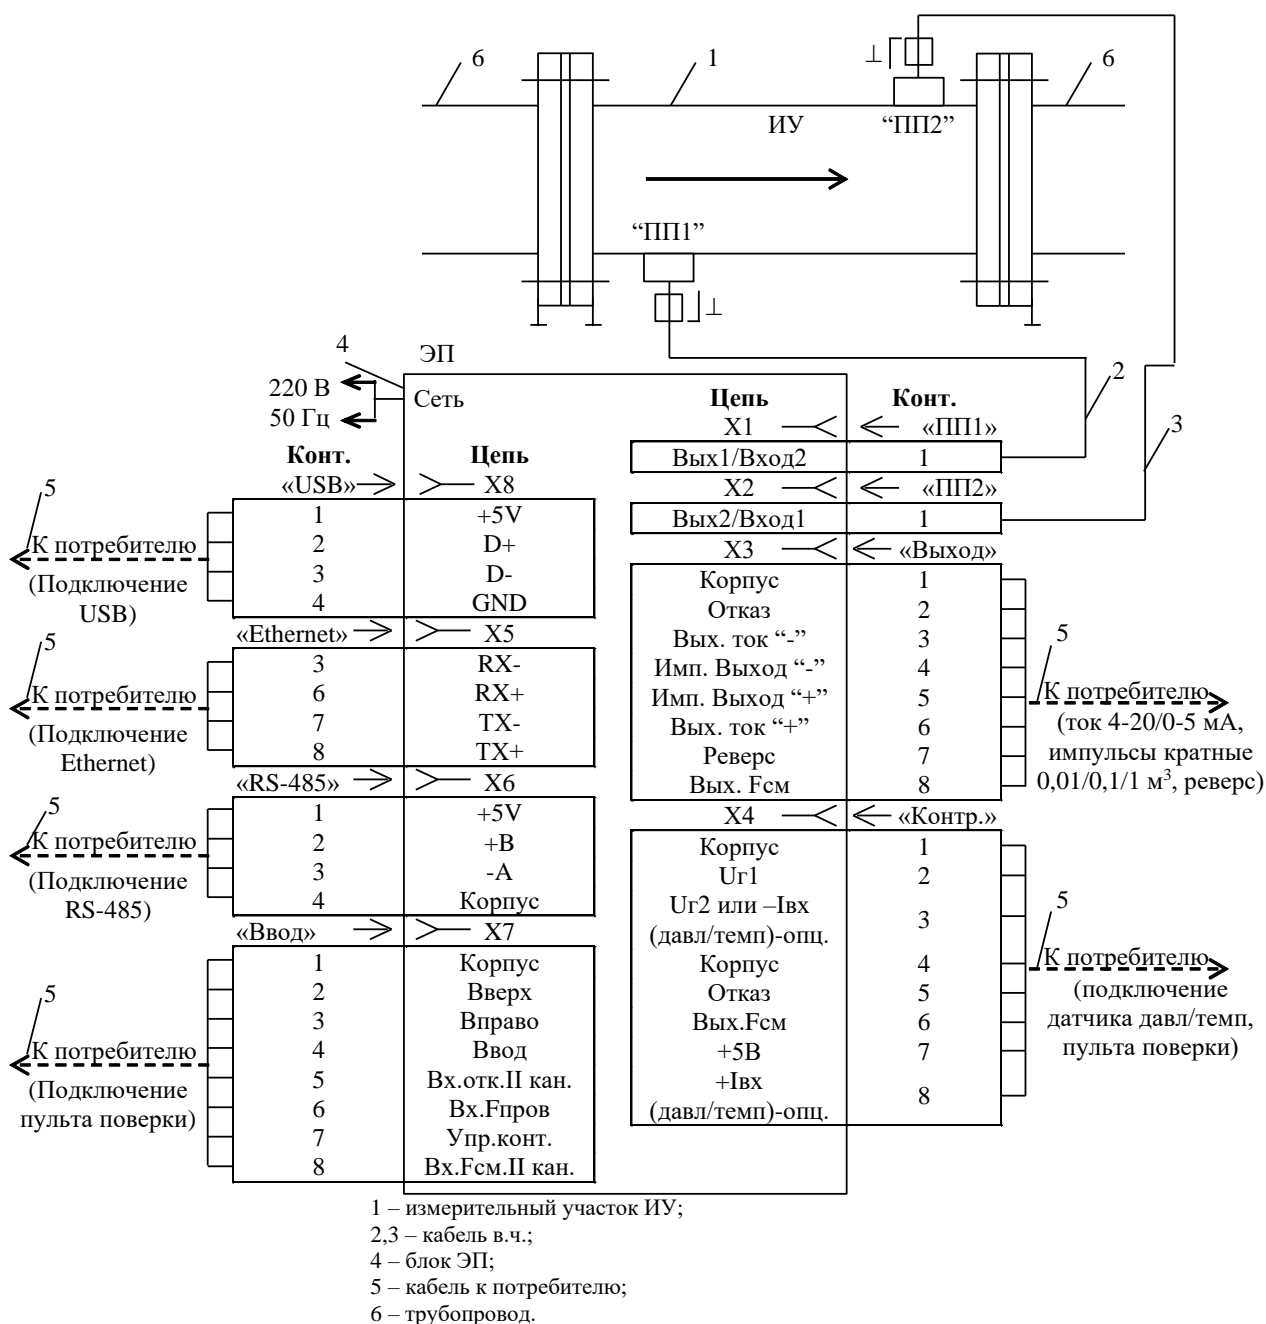 6
1
⊥
6
ИУ
“ПП2”
“ПП1”
⊥
4
ЭП
220 В
50 Гц
Сеть
2
3
Конт.
Цепь
«USB»
X8
1 +5V
2 D+
3 D-
4 GND
5
К потребителю
(Подключение
USB)
«Ethernet»
X5
3 RX-
6 RX+
7 TX-
8 TX+
5
К потребителю
(Подключение
Ethernet)
«RS-485»
X6
1 +5V
2 +B
3 -A
4 Корпус
5
К потребителю
(Подключение
RS-485)
«Ввод»
X7
1 Корпус
2 Вверх
3 Вправо
4 Ввод
5 Вх.отк.II кан.
6 Вх.Fпров
7 Упр.конт.
8 Вх.Fсм.II кан.
5
К потребителю
(Подключение
пульта поверки)
Цепь
Конт.
X1
«ПП1»
Вых1/Вход2 1
X2
«ПП2»
Вых2/Вход1 1
X3
«Выход»
Корпус 1
Отказ 2
Вых. ток “-” 3
Имп. Выход “-” 4
Имп. Выход “+” 5
Вых. ток “+” 6
Реверс 7
Вых. Fсм 8
5
К потребителю
(ток 4-20/0-5 мА,
импульсы кратные
0,01/0,1/1 м³, реверс)
X4
«Контр.»
Корпус 1
Uг1 2
Uг2 или –Iвх
(давл/темп)-опц.
3
Корпус 4
Отказ 5
Вых.Fсм 6
+5В 7
+Iвх
(давл/темп)-опц.
8
5
К потребителю
(подключение
датчика давл/темп,
пульта поверки)
1 – измерительный участок ИУ;
2,3 – кабель в.ч.;
4 – блок ЭП;
5 – кабель к потребителю;
6 – трубопровод.